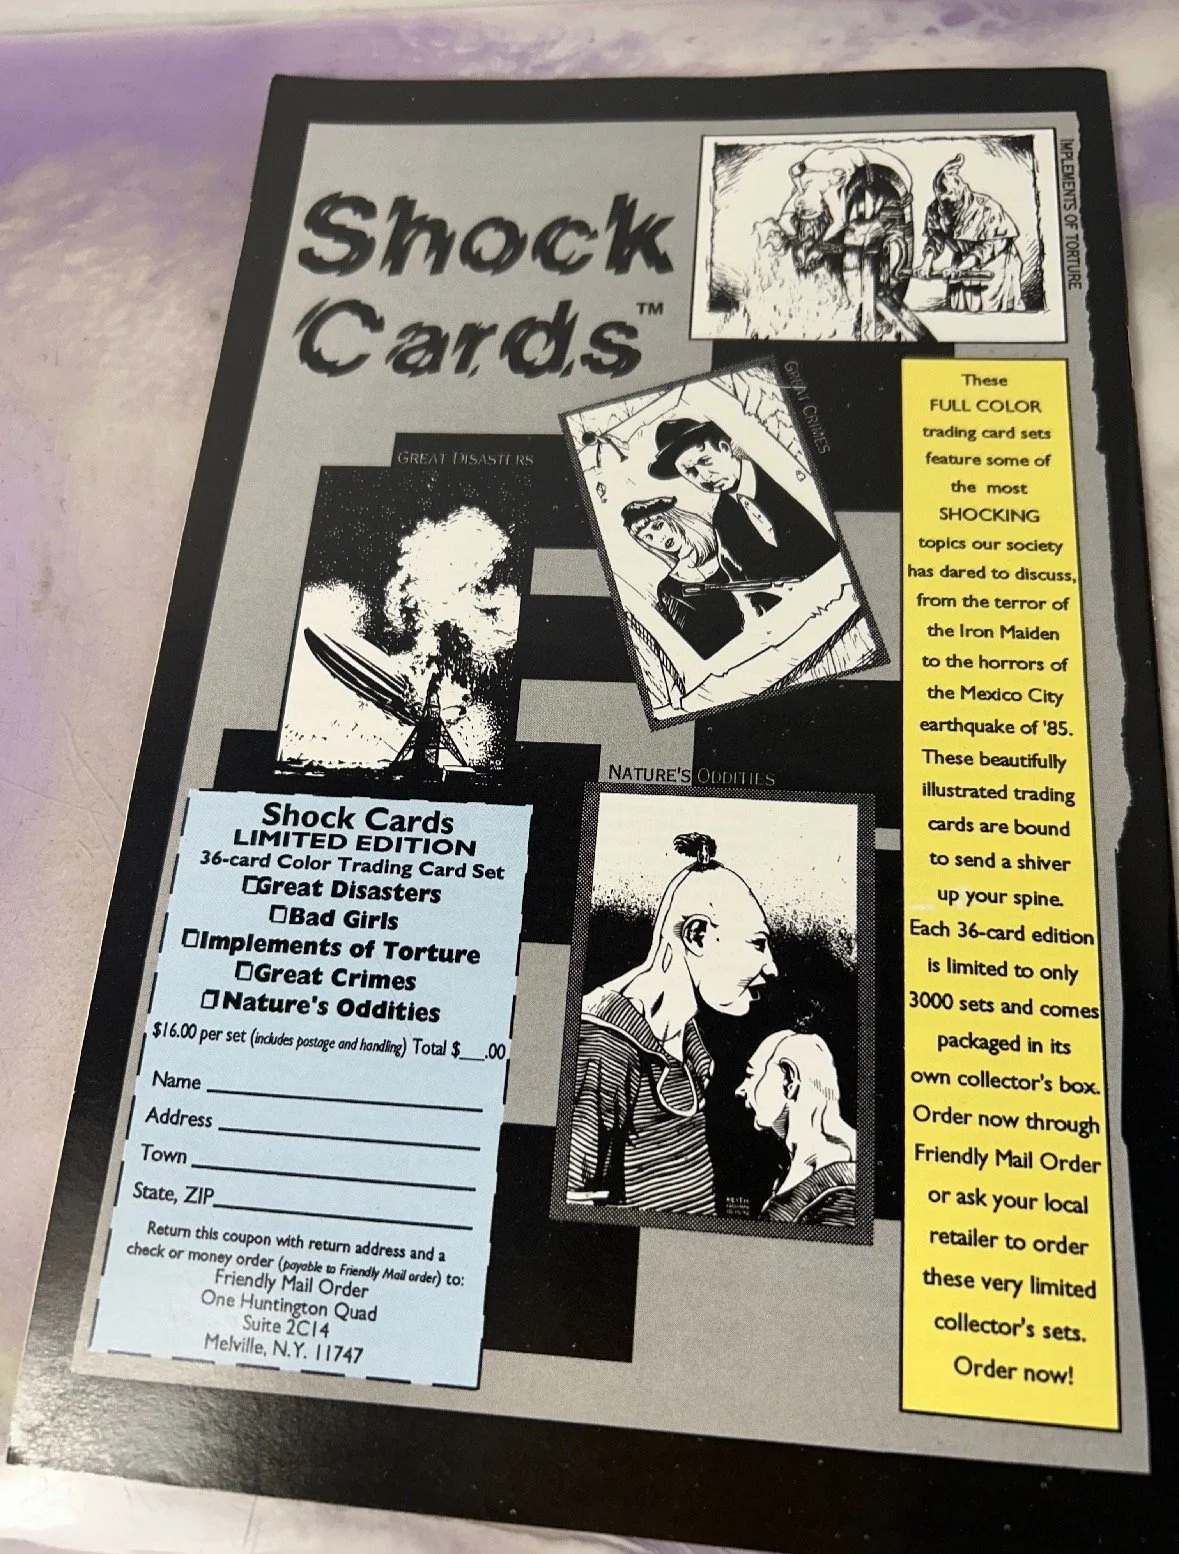 Shock
Cards™
IMPLEMENTS OF TORTURE
GREAT CRIMES
GREAT DISASTERS
NATURE'S ODDITIES
KEITH
These
FULL COLOR
trading card sets
feature some of
the most
SHOCKING
topics our society
has dared to discuss,
from the terror of
the Iron Maiden
to the horrors of
the Mexico City
earthquake of '85.
These beautifully
illustrated trading
cards are bound
to send a shiver
up your spine.
Each 36-card edition
is limited to only
3000 sets and comes
packaged in its
own collector's box.
Order now through
Friendly Mail Order
or ask your local
retailer to order
these very limited
collector's sets.
Order now!
Shock Cards
LIMITED EDITION
36-card Color Trading Card Set
Great Disasters
Bad Girls
Implements of Torture
Great Crimes
Nature's Oddities
$16.00 per set (includes postage and handling) Total $___.00
Name
Address
Town
State, ZIP
Return this coupon with return address and a
check or money order (payable to Friendly Mail order) to:
Friendly Mail Order
One Huntington Quad
Suite 2C14
Melville, N.Y. 11747